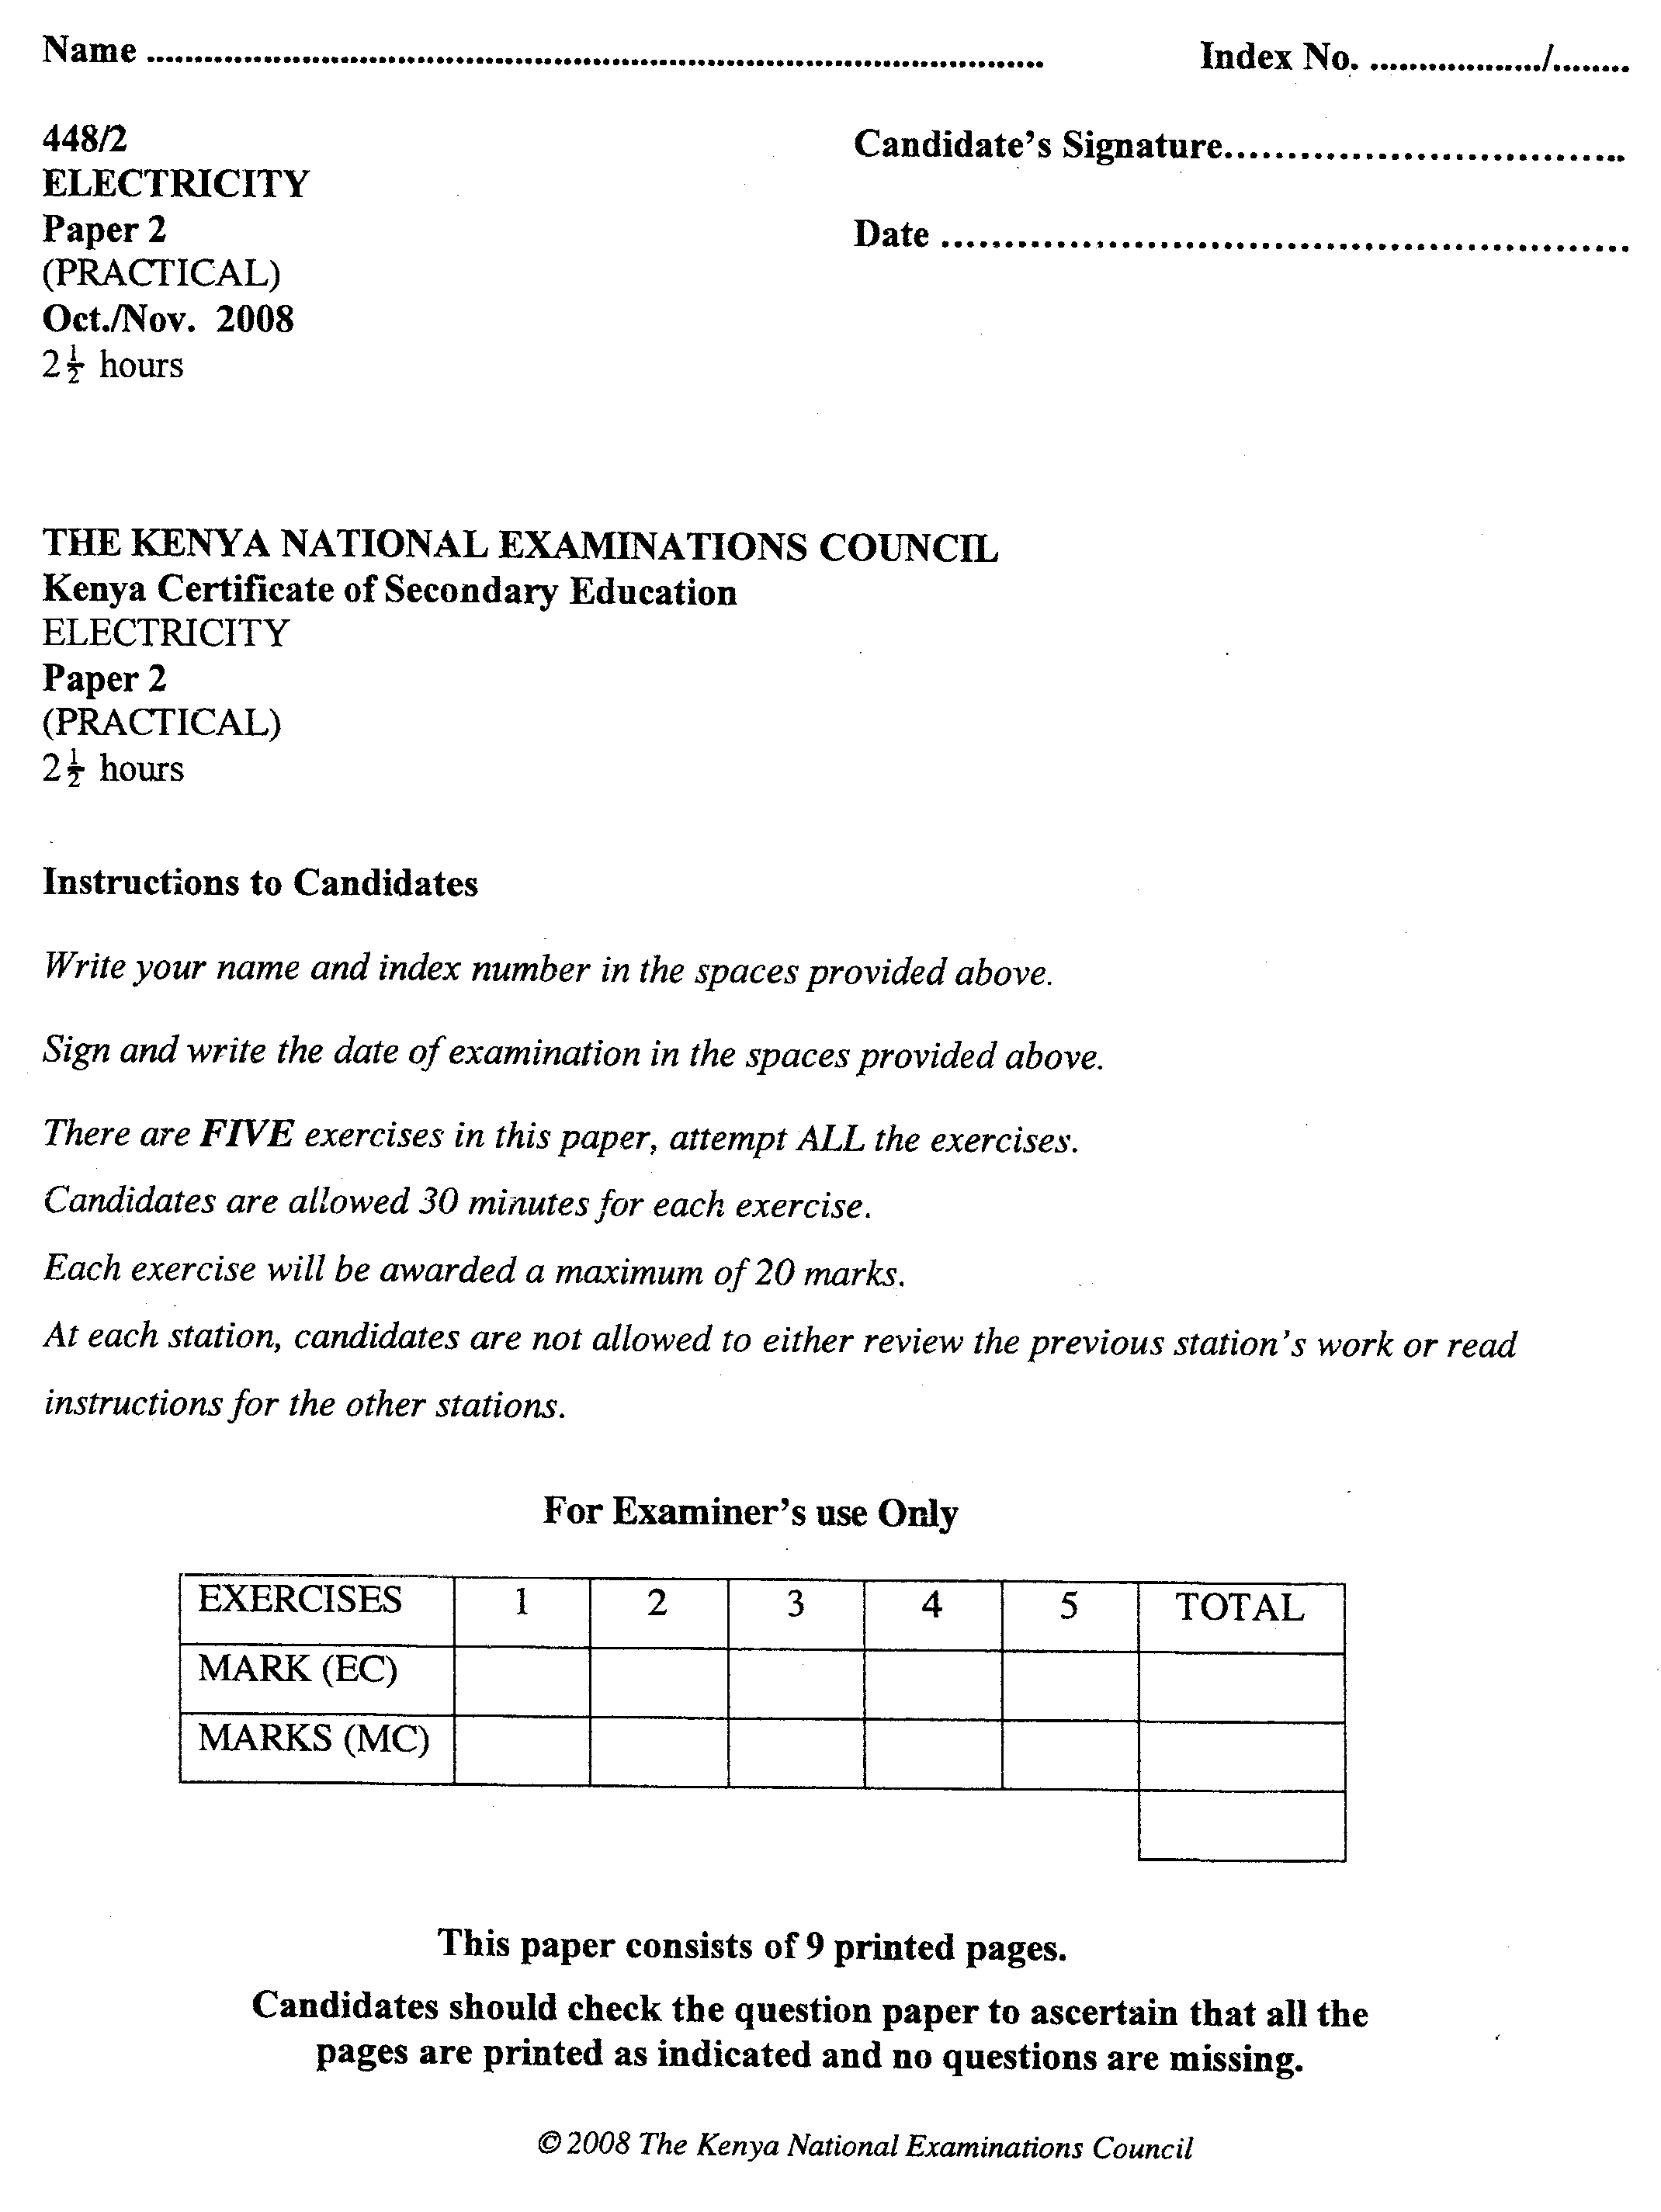 Name ............................................................................................ Index No. ................../........
448/2 Candidate's Signature................................
ELECTRICITY
Paper 2 Date ........................................................
(PRACTICAL)
Oct./Nov. 2008
2½ hours
THE KENYA NATIONAL EXAMINATIONS COUNCIL
Kenya Certificate of Secondary Education
ELECTRICITY
Paper 2
(PRACTICAL)
2½ hours
Instructions to Candidates
Write your name and index number in the spaces provided above.
Sign and write the date of examination in the spaces provided above.
There are FIVE exercises in this paper, attempt ALL the exercises.
Candidates are allowed 30 minutes for each exercise.
Each exercise will be awarded a maximum of 20 marks.
At each station, candidates are not allowed to either review the previous station's work or read
instructions for the other stations.
For Examiner's use Only
EXERCISES 1 2 3 4 5 TOTAL
MARK (EC)
MARKS (MC)
This paper consists of 9 printed pages.
Candidates should check the question paper to ascertain that all the
pages are printed as indicated and no questions are missing.
© 2008 The Kenya National Examinations Council